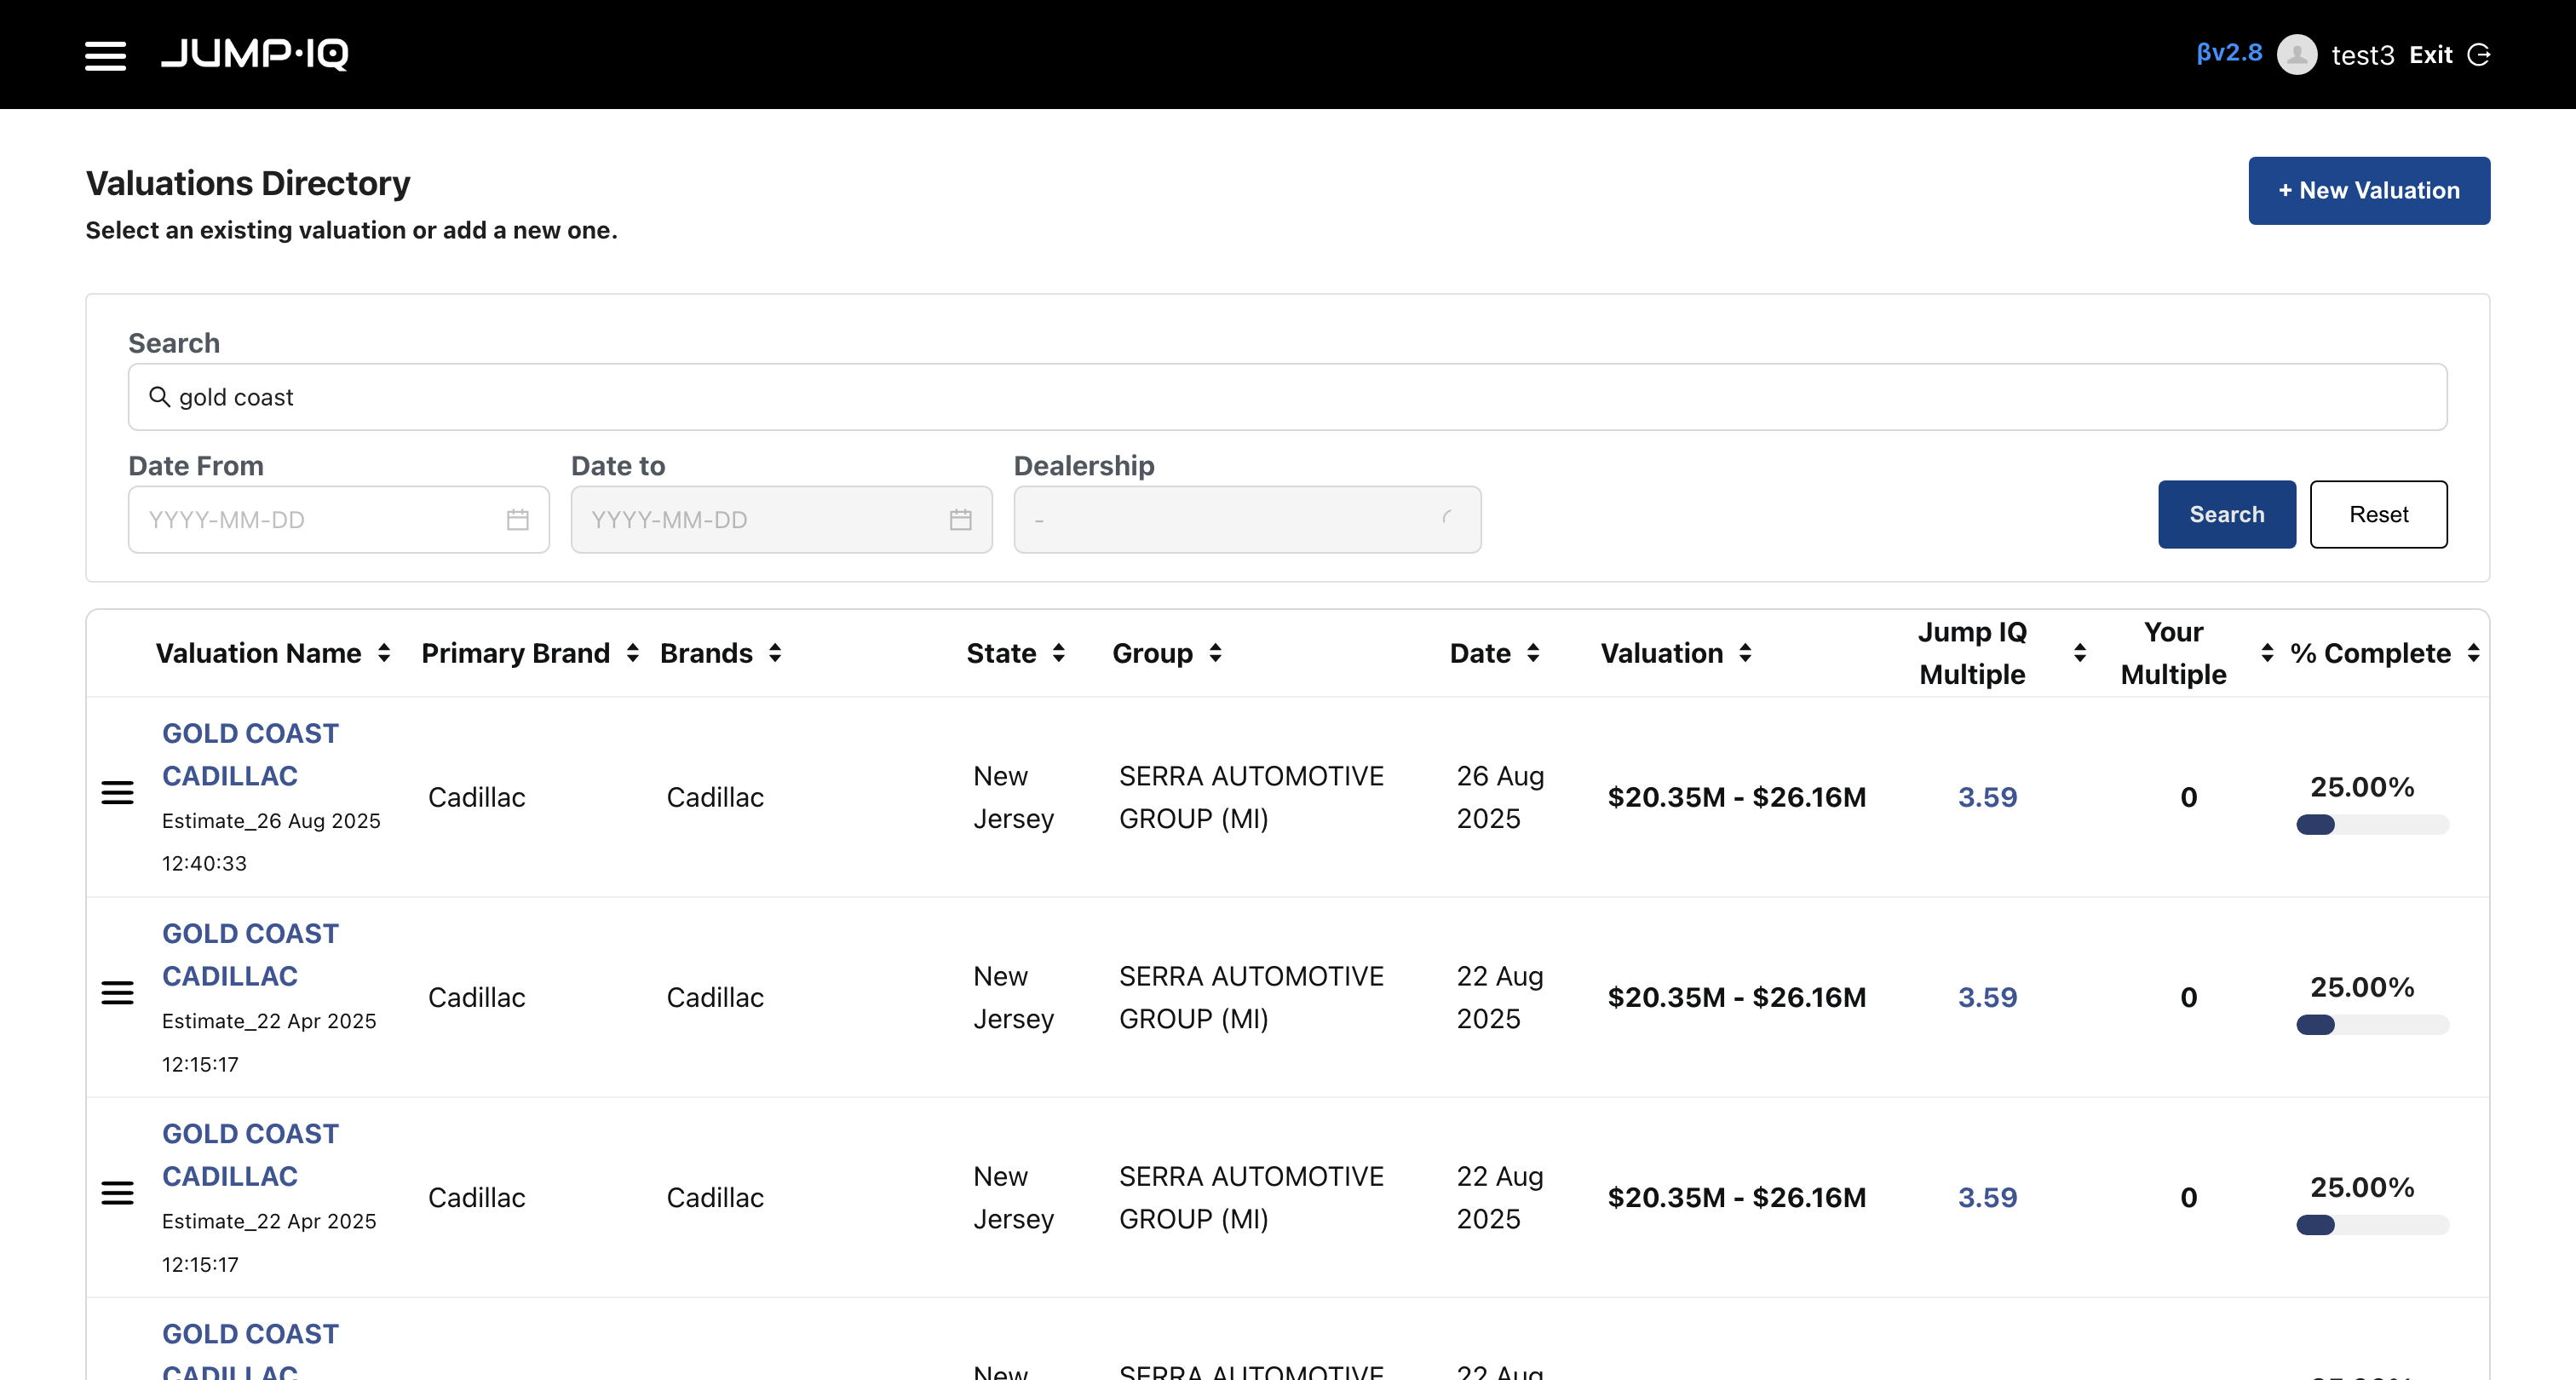 JUMP·IQ
βv2.8 test3 Exit
Valuations Directory
+ New Valuation
Select an existing valuation or add a new one.
Search
gold coast
Date From Date to Dealership
YYYY-MM-DD YYYY-MM-DD - Search Reset
Valuation Name Primary Brand Brands State Group Date Valuation Jump IQ Multiple Your Multiple % Complete
GOLD COAST
CADILLAC
Estimate_26 Aug 2025
12:40:33
Cadillac
Cadillac
New
Jersey
SERRA AUTOMOTIVE
GROUP (MI)
26 Aug
2025
$20.35M - $26.16M
3.59
0
25.00%
GOLD COAST
CADILLAC
Estimate_22 Apr 2025
12:15:17
Cadillac
Cadillac
New
Jersey
SERRA AUTOMOTIVE
GROUP (MI)
22 Aug
2025
$20.35M - $26.16M
3.59
0
25.00%
GOLD COAST
CADILLAC
Estimate_22 Apr 2025
12:15:17
Cadillac
Cadillac
New
Jersey
SERRA AUTOMOTIVE
GROUP (MI)
22 Aug
2025
$20.35M - $26.16M
3.59
0
25.00%
GOLD COAST
CADILLAC
New
SERRA AUTOMOTIVE
22 Aug